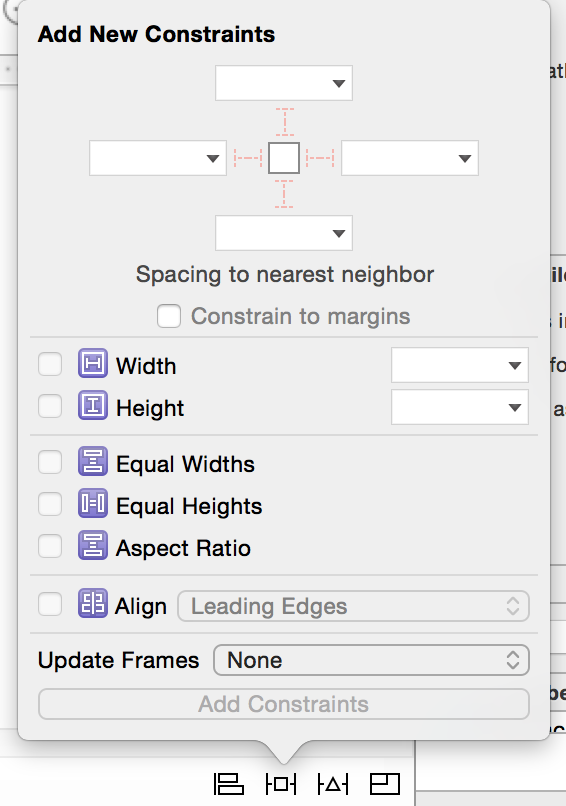 Add New Constraints
Spacing to nearest neighbor
Constrain to margins
Width
Height
Equal Widths
Equal Heights
Aspect Ratio
Align Leading Edges
Update Frames None
Add Constraints